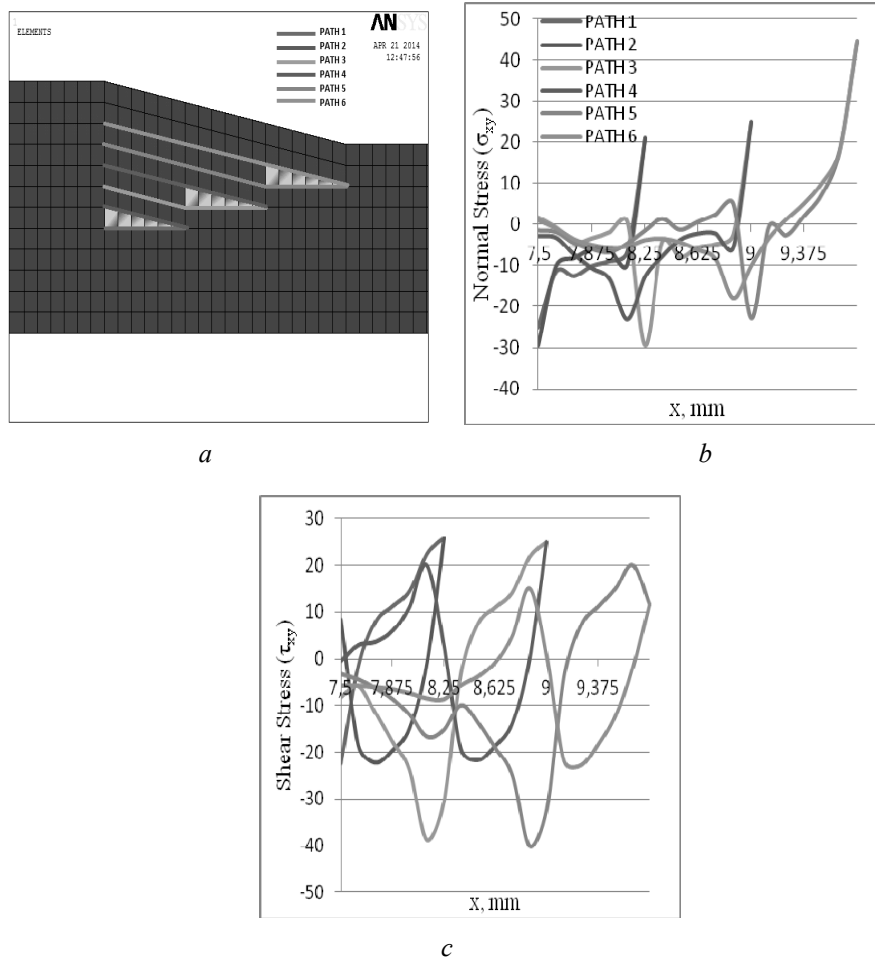 1
ELEMENTS
ANSYS
APR 21 2014
12:47:56
PATH 1
PATH 2
PATH 3
PATH 4
PATH 5
PATH 6
a
Normal Stress (σxy)
50
40
30
20
10
0
-10
-20
-30
-40
PATH 1
PATH 2
PATH 3
PATH 4
PATH 5
PATH 6
7,5 7,875 8,25 8,625 9 9,375
x, mm
b
Shear Stress (τxy)
30
20
10
0
-10
-20
-30
-40
-50
7,5 7,875 8,25 8,625 9 9,375
x, mm
c